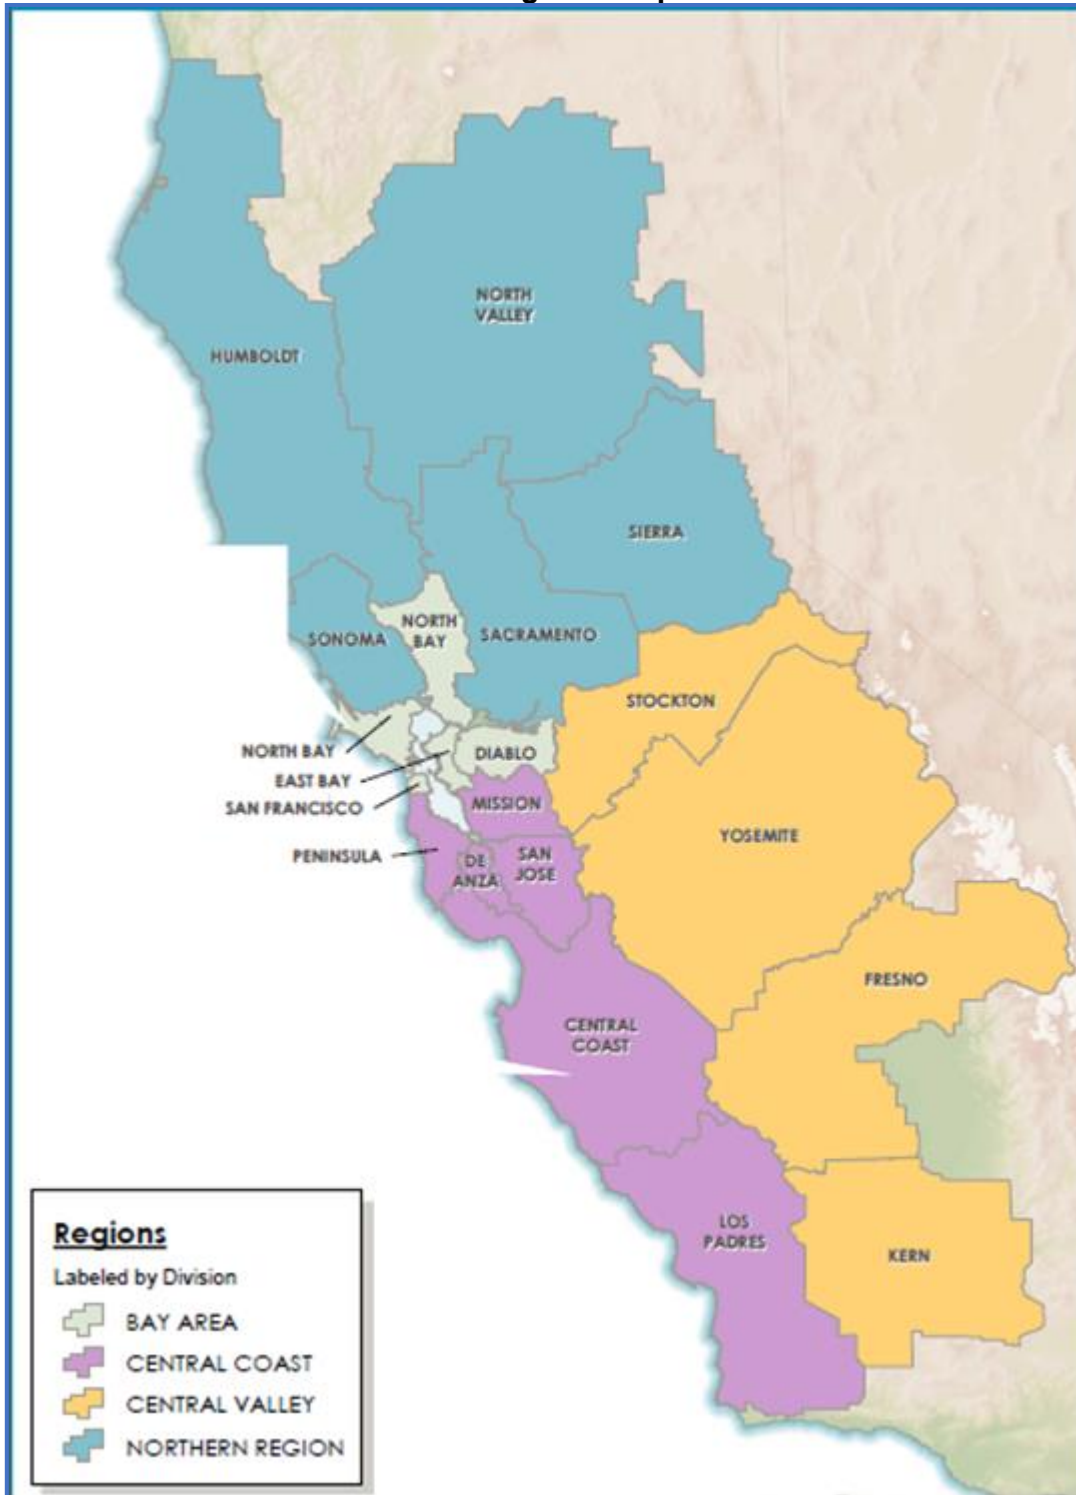 NORTH
VALLEY
HUMBOLDT
SIERRA
NORTH
BAY
SONOMA
SACRAMENTO
STOCKTON
NORTH BAY
DIABLO
EAST BAY
SAN FRANCISCO
MISSION
YOSEMITE
PENINSULA
DE
ANZA
SAN
JOSE
FRESNO
CENTRAL
COAST
LOS
PADRES
KERN
Regions
Labeled by Division
BAY AREA
CENTRAL COAST
CENTRAL VALLEY
NORTHERN REGION